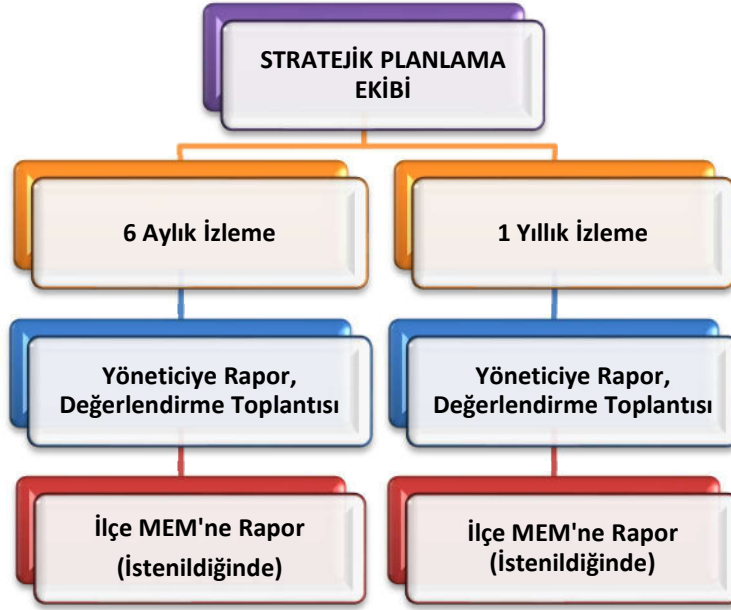 STRATEJİK PLANLAMA
EKİBİ
6 Aylık İzleme
1 Yıllık İzleme
Yöneticiye Rapor,
Değerlendirme Toplantısı
Yöneticiye Rapor,
Değerlendirme Toplantısı
İlçe MEM'ne Rapor
(İstenildiğinde)
İlçe MEM'ne Rapor
(İstenildiğinde)